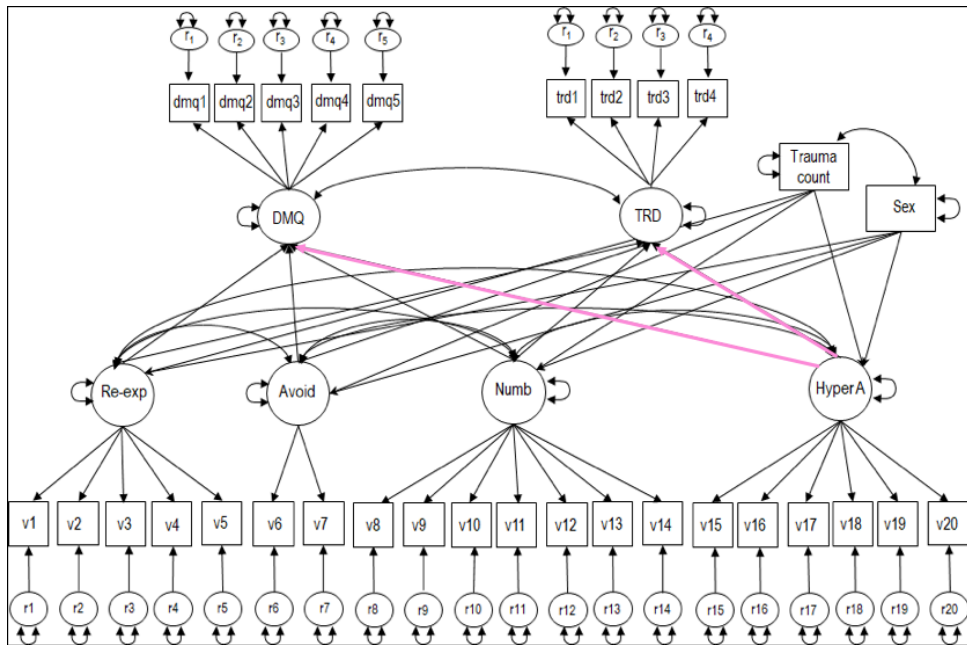 r1 r2 r3 r4 r5 r1 r2 r3 r4
dmq1 dmq2 dmq3 dmq4 dmq5 trd1 trd2 trd3 trd4
Trauma
count
Sex
DMQ TRD
Re-exp Avoid Numb HyperA
v1 v2 v3 v4 v5 v6 v7 v8 v9 v10 v11 v12 v13 v14 v15 v16 v17 v18 v19 v20
r1 r2 r3 r4 r5 r6 r7 r8 r9 r10 r11 r12 r13 r14 r15 r16 r17 r18 r19 r20